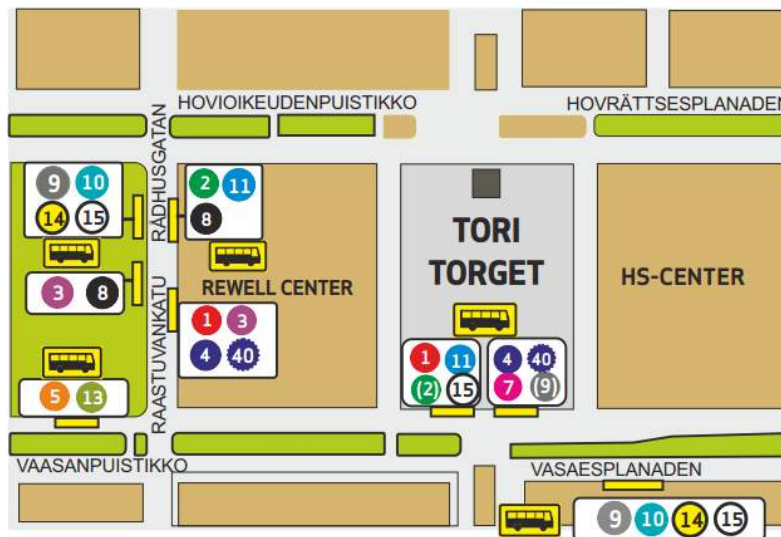 HOVIOIKEUDENPUISTIKKO
HOVRÄTTSESPLANADEN
RÅDHUSGATAN
RAASTUVANKATU
9 10
14 15
3 8
5 13
2 11
8
REWELL CENTER
1 3
4 40
TORI
TORGET
1 11
(2) 15
4 40
7 (9)
HS-CENTER
VAASANPUISTIKKO
VASAESPLANADEN
9 10 14 15